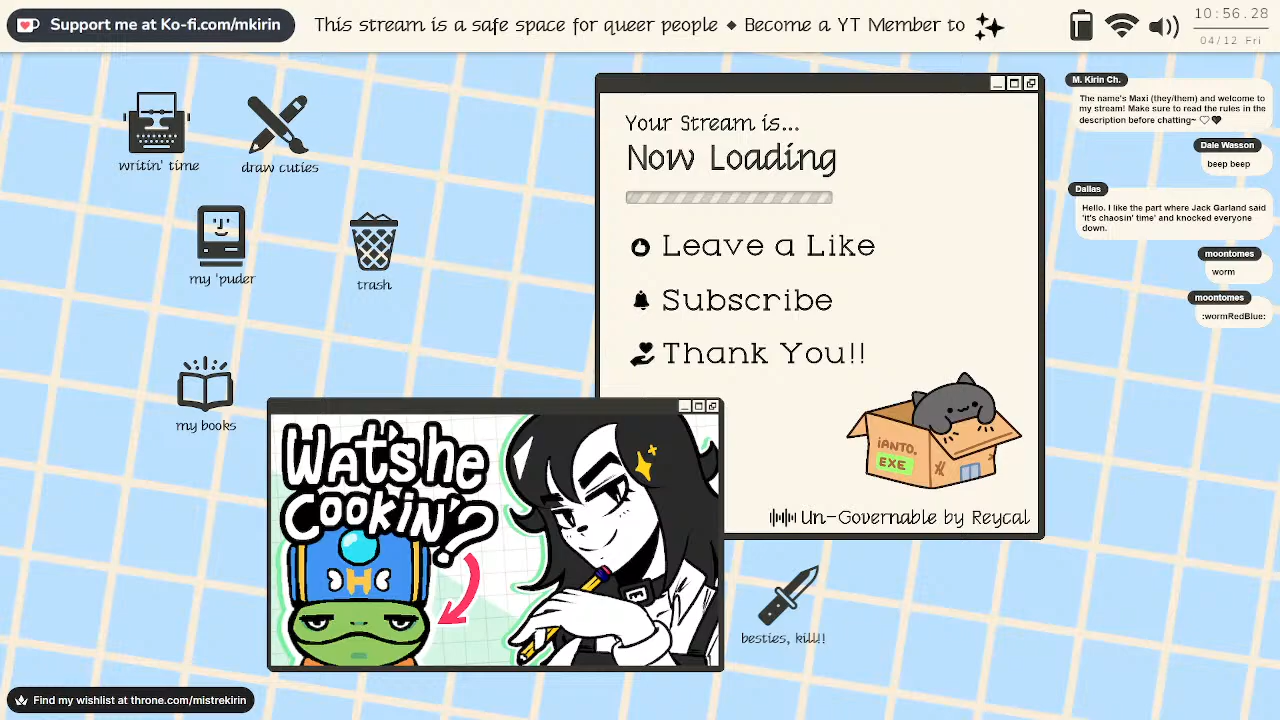 Support me at Ko-fi.com/mkirin
This stream is a safe space for queer people ◆ Become a YT Member to
10:56.28
04/12 Fri
writin' time
draw cuties
my 'puder
trash
my books
Your Stream is...
Now Loading
Leave a Like
Subscribe
Thank You!!
iANTO.
EXE
Un-Governable by Reycal
M. Kirin Ch.
The name's Maxi (they/them) and welcome to
my stream! Make sure to read the rules in the
description before chatting~ ♡🖤
Dale Wasson
beep beep
Dallas
Hello. I like the part where Jack Garland said
'it's chaosin' time' and knocked everyone
down.
moontomes
worm
moontomes
:wormRedBlue:
Wat's he
Cookin'?
H
m
besties, kill!!
Find my wishlist at throne.com/mistrekirin